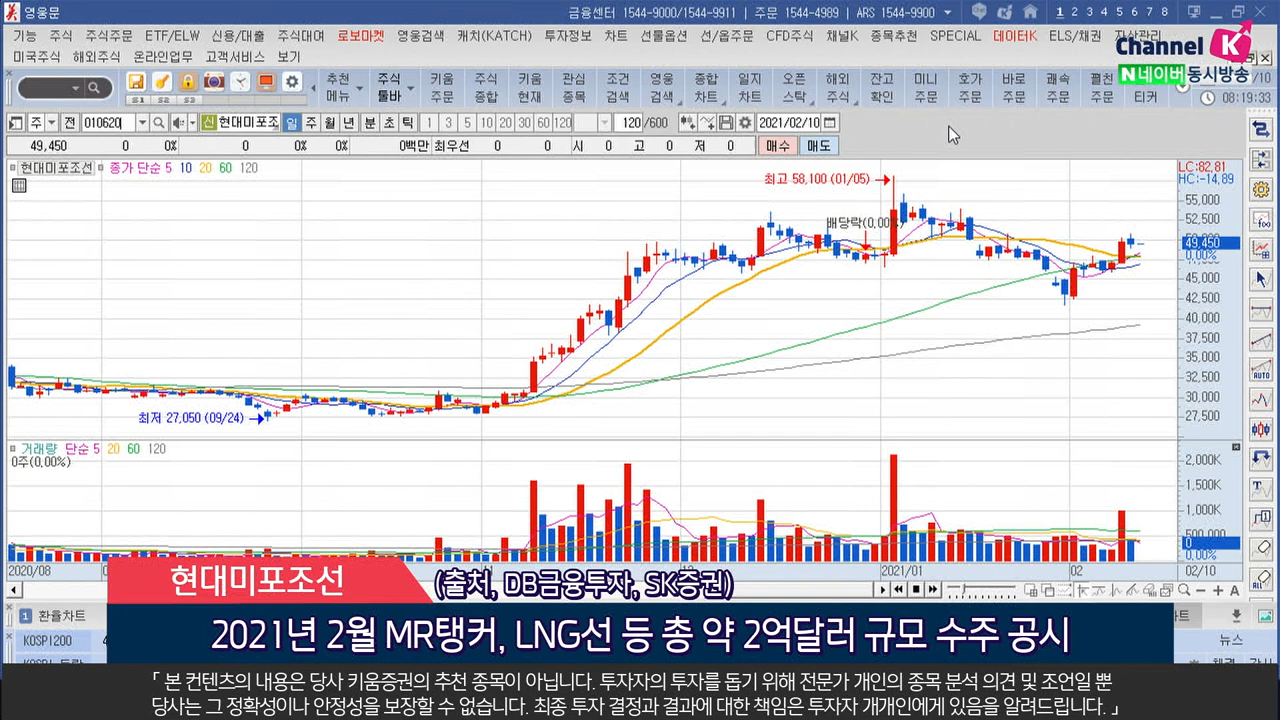 영웅문 금융센터 1544-9000/1544-9911 | 주문 1544-4989 | ARS 1544-9900 1 2 3 4 5 6 7 8
기능 주식 주식주문 ETF/ELW 신용/대출 주식대여 로보마켓 영웅검색 캐치(KATCH) 투자정보 차트 선물옵션 선/옵주문 CFD주식 채널K 종목추천 SPECIAL 데이터K ELS/채권 자산관리
미국주식 해외주식 온라인업무 고객서비스 보기
Channel K
N네이버 동시방송
S1 S2 S3
추천 메뉴 주식 툴바 키움 주문 주식 종합 키움 현재 관심 종목 조건 검색 영웅 검색 종합 차트 일지 차트 오픈 스탁 해외 주식 잔고 확인 미니 주문 호가 주문 바로 주문 쾌속 주문 플친 주문 티커
08:19:33
주 전 010620 신 현대미포조 일 주 월 년 분 초 틱 1 3 5 10 20 30 60 120 120 /600 2021/02/10
49,450 0 0% 0 0% 0% 0백만 최우선 0 0 시 0 고 0 저 0 매수 매도
현대미포조선 종가 단순 5 10 20 60 120
LC:82.81
HC:-14.89
최고 58,100 (01/05)
배당락(0.00%)
최저 27,050 (09/24)
55,000
52,500
49,450
0.00%
45,000
42,500
40,000
37,500
35,000
32,500
30,000
27,500
거래량 단순 5 20 60 120
0주(0.00%)
2,000K
1,500K
1,000K
500,000
0
0.00%
2020/08 12 2021/01 02 02/10
현대미포조선 (출처, DB금융투자, SK증권)
1 환율차트
KOSPI200
뉴스
2021년 2월 MR탱커, LNG선 등 총 약 2억달러 규모 수주 공시
「 본 컨텐츠의 내용은 당사 키움증권의 추천 종목이 아닙니다. 투자자의 투자를 돕기 위해 전문가 개인의 종목 분석 의견 및 조언일 뿐
당사는 그 정확성이나 안정성을 보장할 수 없습니다. 최종 투자 결정과 결과에 대한 책임은 투자자 개개인에게 있음을 알려드립니다. 」